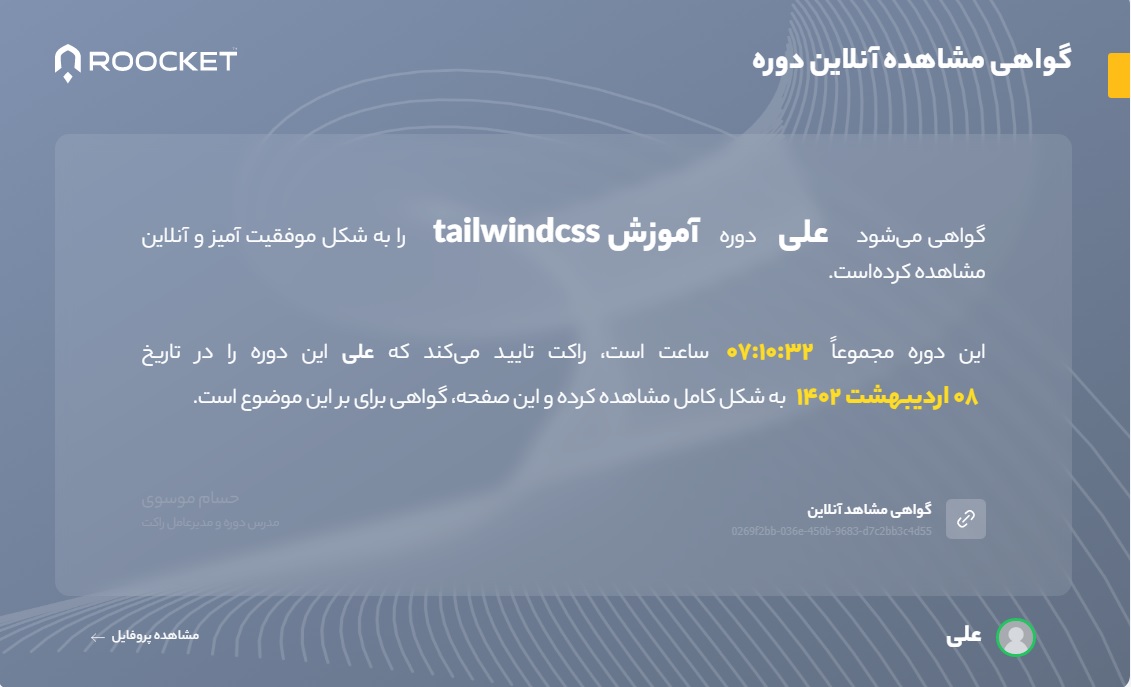 گواهی مشاهده آنلاین دوره
ROOCKET
گواهی می‌شود علی دوره آموزش tailwindcss را به شکل موفقیت آمیز و آنلاین
مشاهده کرده‌است.
این دوره مجموعاً ۰۷:۱۰:۳۲ ساعت است، راکت تایید می‌کند که علی این دوره را در تاریخ
۰۸ اردیبهشت ۱۴۰۲ به شکل کامل مشاهده کرده و این صفحه، گواهی برای بر این موضوع است.
گواهی مشاهد آنلاین
0269f2bb-036e-450b-9683-d7c2bb3c4d55
حسام موسوی
مدرس دوره و مدیرعامل راکت
علی
مشاهده پروفایل ←